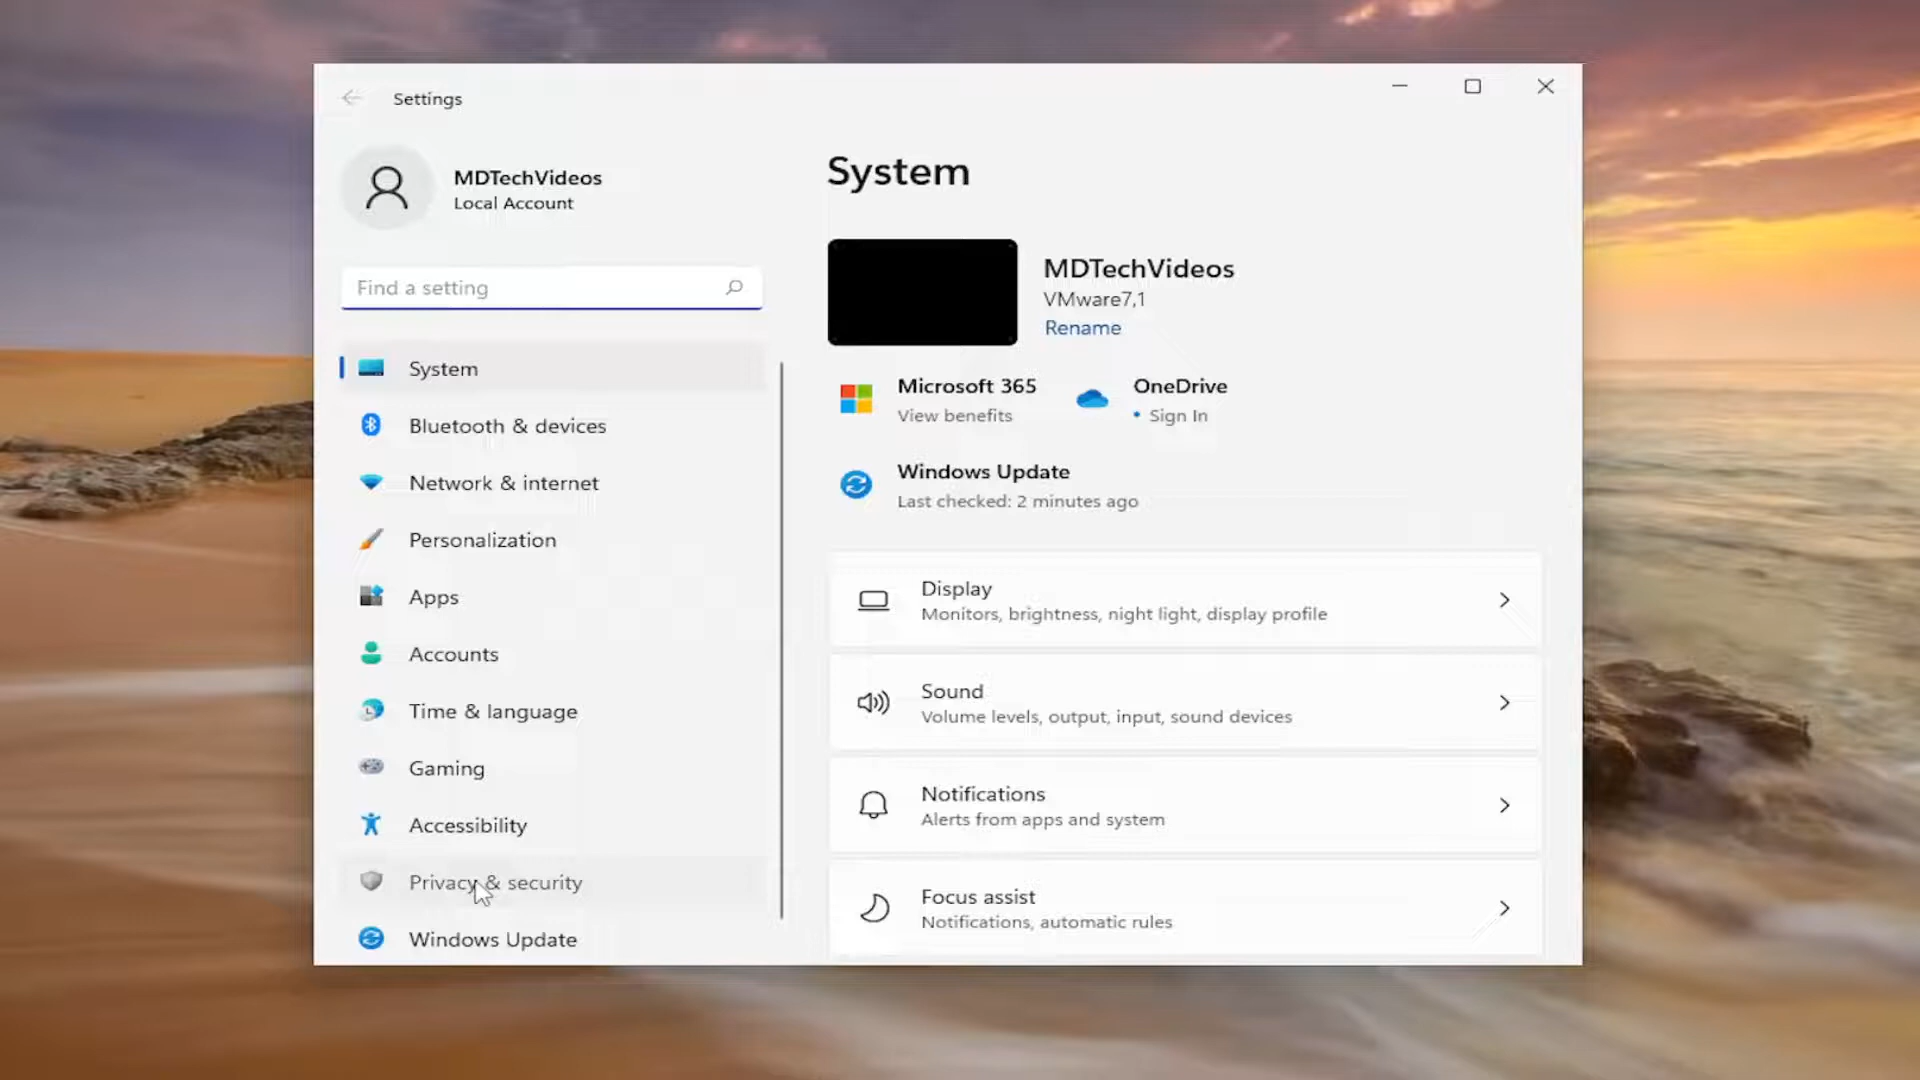 Settings
MDTechVideos
Local Account
Find a setting
System
Bluetooth & devices
Network & internet
Personalization
Apps
Accounts
Time & language
Gaming
Accessibility
Privacy & security
Windows Update
System
MDTechVideos
VMware7,1
Rename
Microsoft 365
View benefits
OneDrive
• Sign In
Windows Update
Last checked: 2 minutes ago
Display
Monitors, brightness, night light, display profile
Sound
Volume levels, output, input, sound devices
Notifications
Alerts from apps and system
Focus assist
Notifications, automatic rules